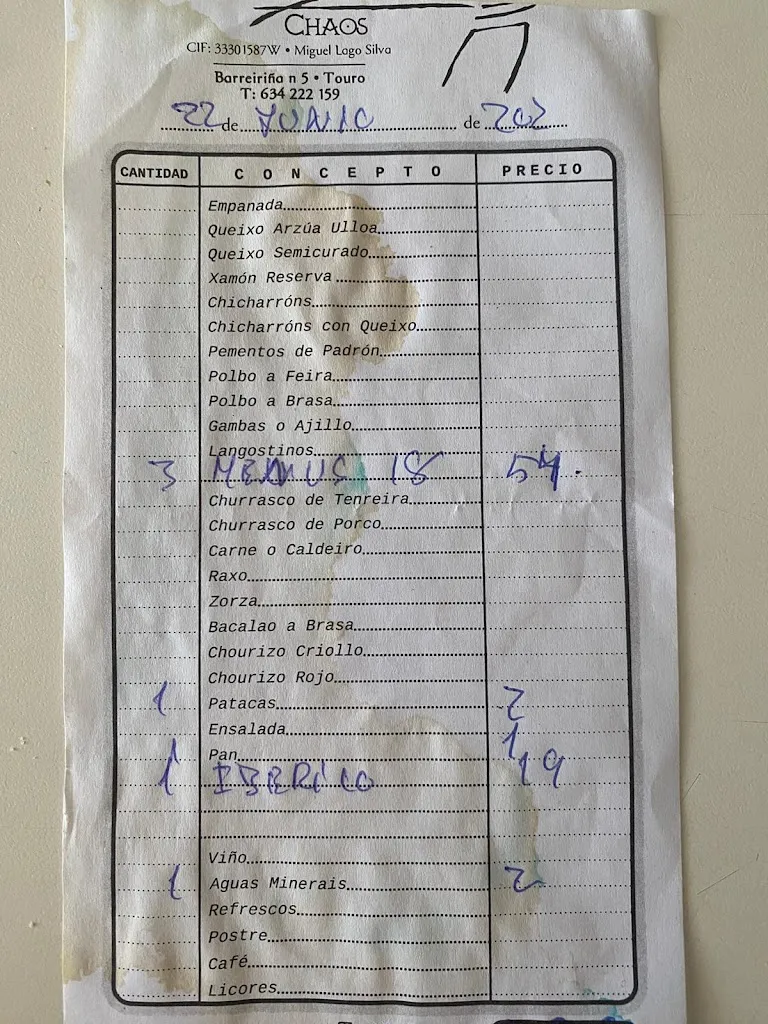 CHAOS
CIF: 33301587W • Miguel Lago Silva
Barreiriña n 5 • Touro
T: 634 222 159
22 de JUNIO de 202
CANTIDAD CONCEPTO PRECIO
Empanada
Queixo Arzúa Ulloa
Queixo Semicurado
Xamón Reserva
Chicharróns
Chicharróns con Queixo
Pementos de Padrón
Polbo a Feira
Polbo a Brasa
Gambas o Ajillo
Langostinos
3 MENUS 18 54.
Churrasco de Tenreira
Churrasco de Porco
Carne o Caldeiro
Raxo
Zorza
Bacalao a Brasa
Chourizo Criollo
Chourizo Rojo
1 Patacas 2
Ensalada
1 Pan 1
1 IBERICO 19
Viño
1 Aguas Minerais 2
Refrescos
Postre
Café
Licores